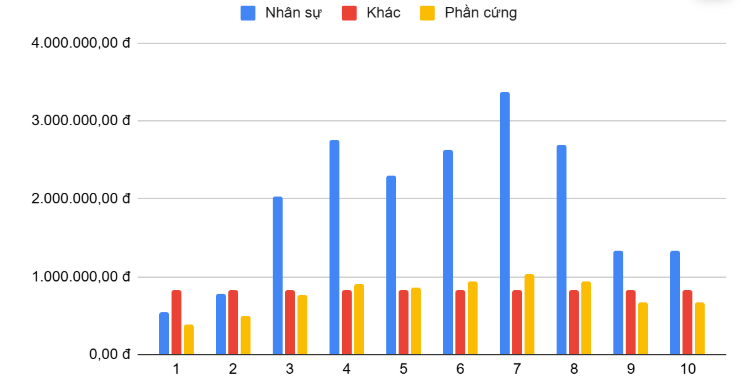 Nhân sự Khác Phần cứng
4.000.000,00 đ
3.000.000,00 đ
2.000.000,00 đ
1.000.000,00 đ
0,00 đ
1 2 3 4 5 6 7 8 9 10